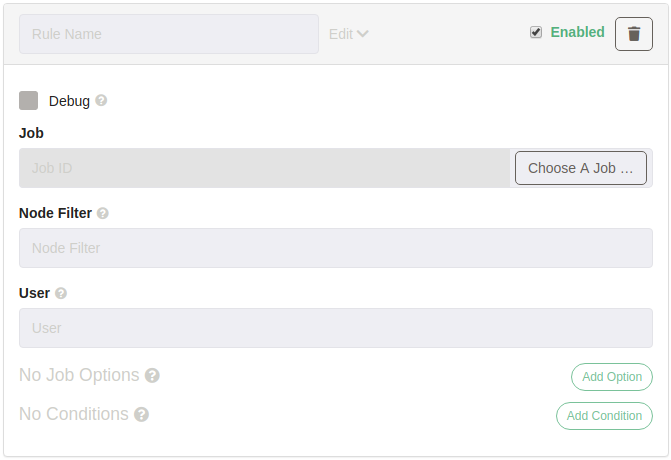 Rule Name Edit Enabled
Debug ?
Job
Job ID Choose A Job ...
Node Filter ?
Node Filter
User ?
User
No Job Options ? Add Option
No Conditions ? Add Condition